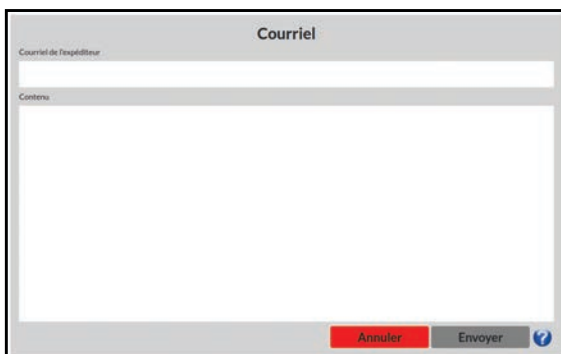 Courriel
Courriel de l'expéditeur
Contenu
Annuler
Envoyer
?